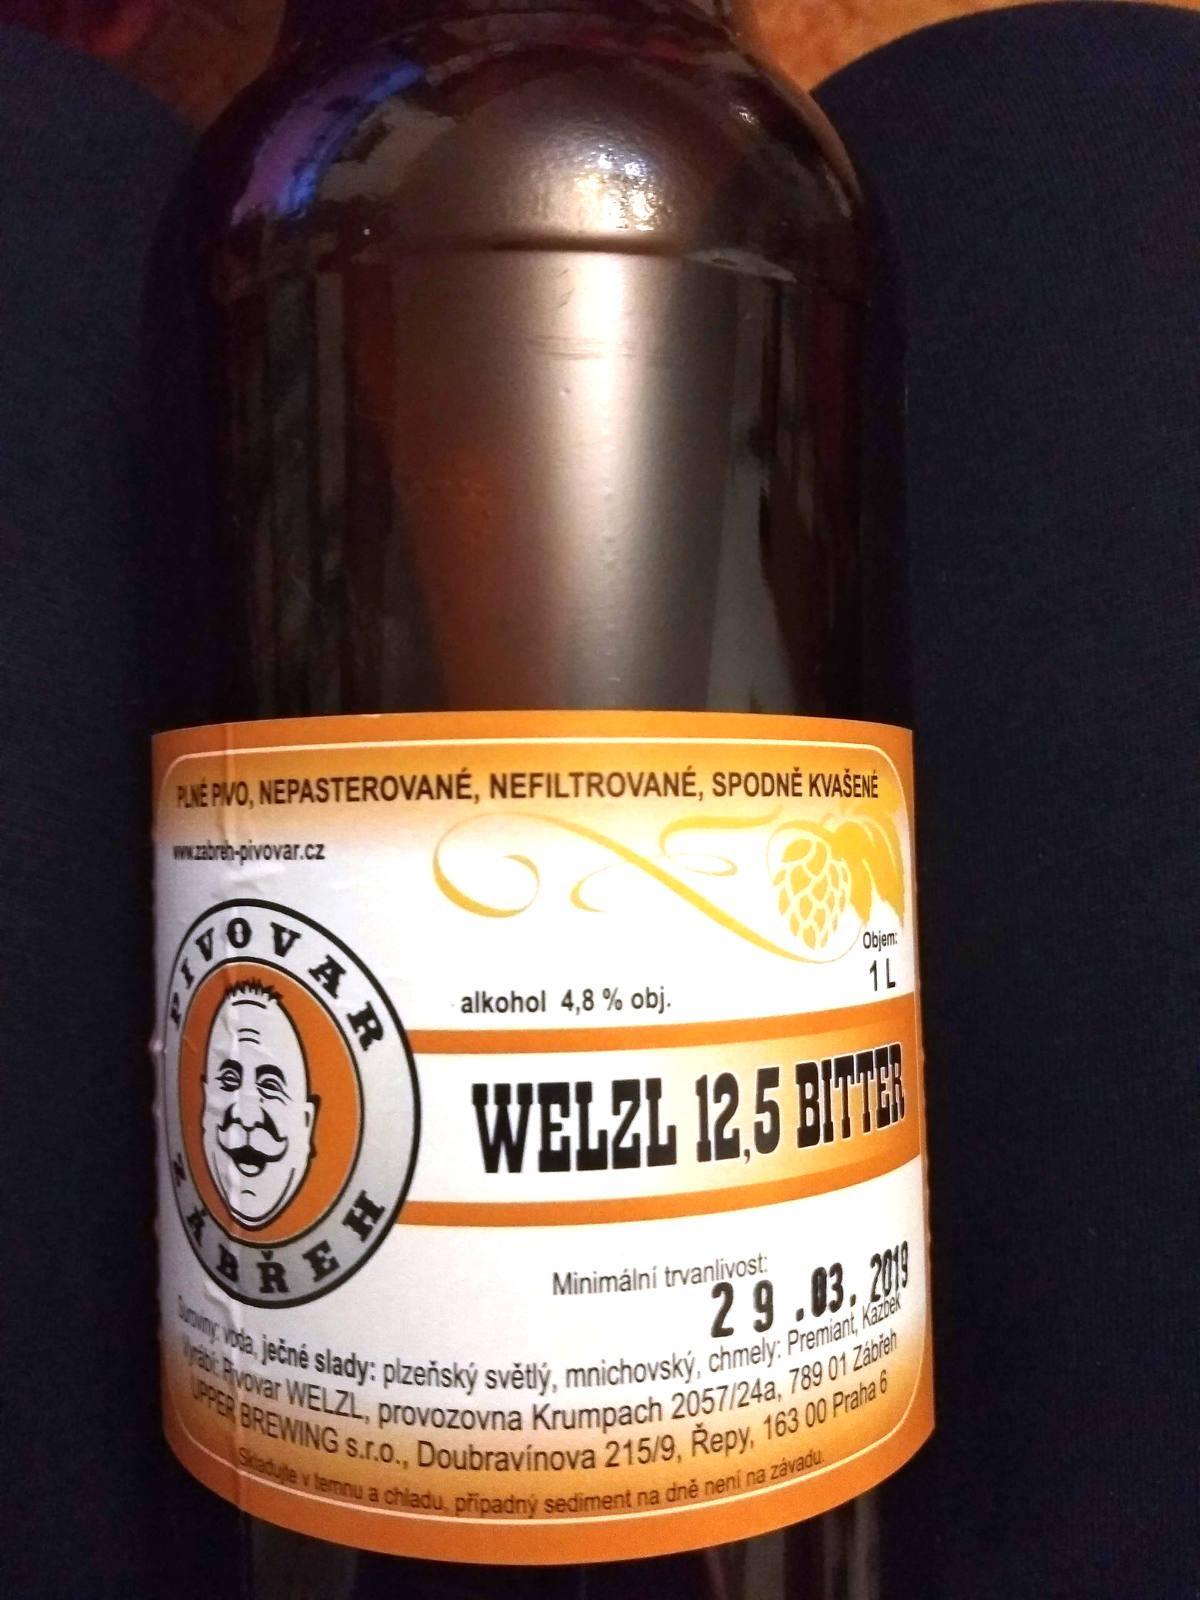 PLNÉ PIVO, NEPASTEROVANÉ, NEFILTROVANÉ, SPODNĚ KVAŠENÉ
www.zabreh-pivovar.cz
PIVOVAR
ZÁBŘEH
Objem:
1 L
alkohol 4,8 % obj.
WELZL 12,5 BITTER
Minimální trvanlivost:
29.03.2019
Suroviny: voda, ječné slady: plzeňský světlý, mnichovský, chmely: Premiant, Kazbek
Vyrábí: Pivovar WELZL, provozovna Krumpach 2057/24a, 789 01 Zábřeh
UPPER BREWING s.r.o., Doubravínova 215/9, Řepy, 163 00 Praha 6
Skladujte v temnu a chladu, případný sediment na dně není na závadu.